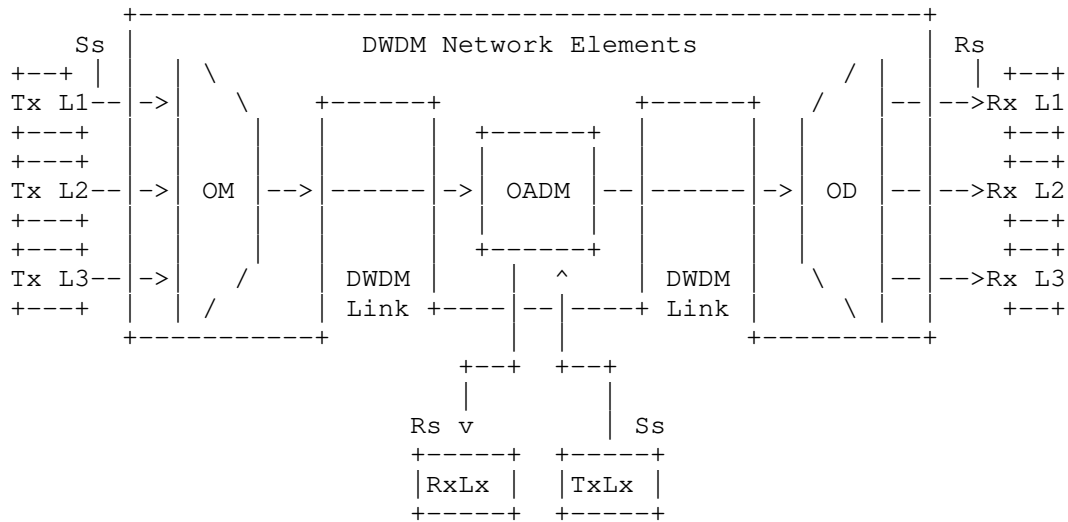 Ss DWDM Network Elements Rs
Tx L1 Rx L1
Tx L2 OM OADM OD Rx L2
Tx L3 DWDM DWDM Rx L3
Link Link
Rs v Ss
RxLx TxLx